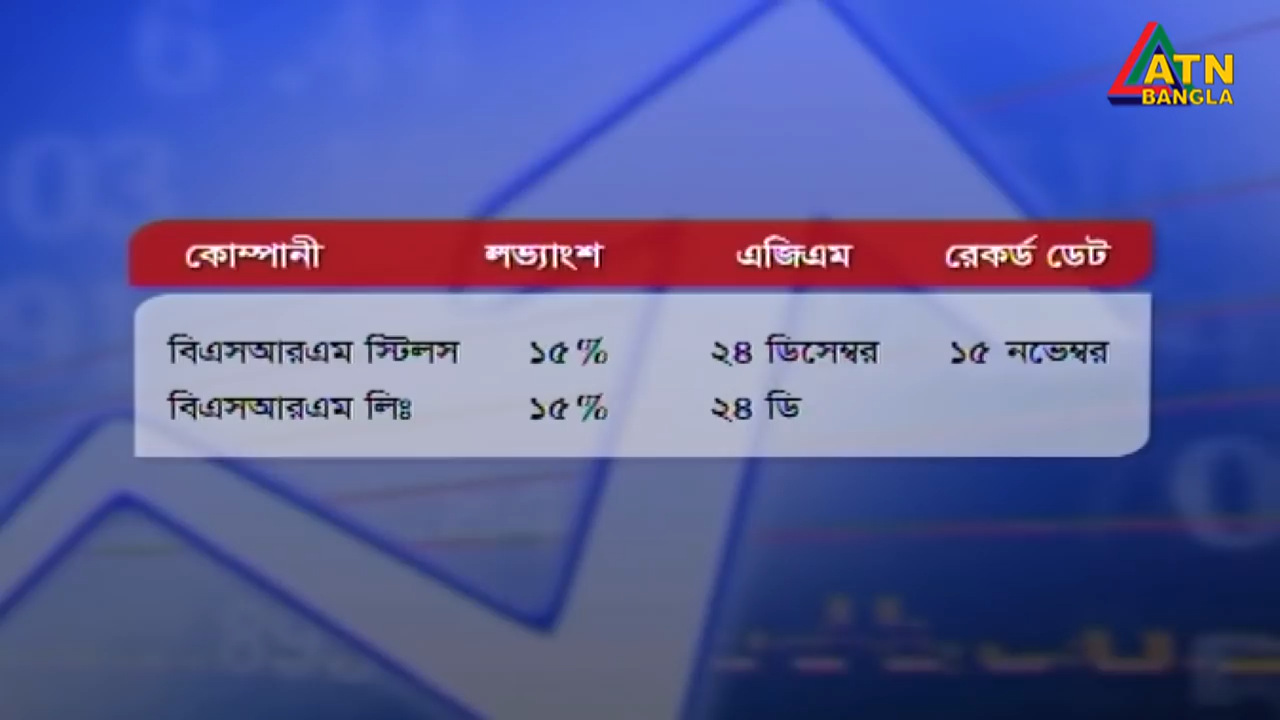 ATN
BANGLA
কোম্পানী লভ্যাংশ এজিএম রেকর্ড ডেট
বিএসআরএম স্টিলস ১৫% ২৪ ডিসেম্বর ১৫ নভেম্বর
বিএসআরএম লিঃ ১৫% ২৪ ডি